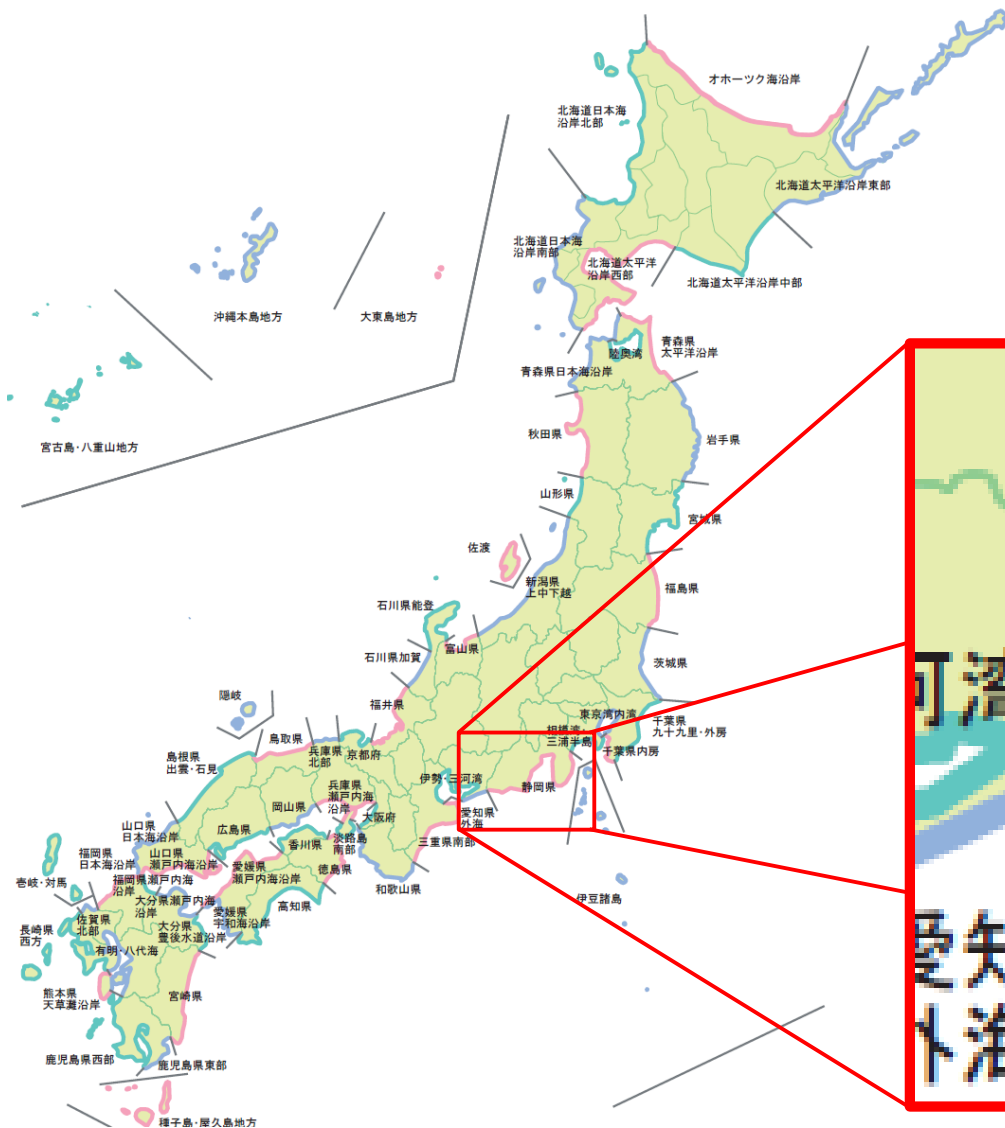 オホーツク海沿岸
北海道日本海
沿岸北部
北海道太平洋沿岸東部
北海道日本海
沿岸南部
北海道太平洋
沿岸西部
北海道太平洋沿岸中部
沖縄本島地方
大東島地方
宮古島・八重山地方
陸奥湾
青森県
太平洋沿岸
青森県日本海沿岸
秋田県
岩手県
山形県
宮城県
佐渡
新潟県
上中下越
福島県
石川県能登
富山県
石川県加賀
茨城県
隠岐
福井県
東京湾内湾
千葉県
九十九里・外房
相模湾・
三浦半島
千葉県内房
鳥取県
兵庫県
北部
京都府
島根県
出雲・石見
伊勢・三河湾
静岡県
兵庫県
瀬戸内海
沿岸
岡山県
大阪府
愛知県
外海
山口県
日本海沿岸
広島県
香川県
淡路島
南部
三重県南部
福岡県
日本海沿岸
山口県
瀬戸内海沿岸
愛媛県
瀬戸内海沿岸
徳島県
和歌山県
壱岐・対馬
福岡県瀬戸内海
沿岸
大分県瀬戸内海
沿岸
高知県
伊豆諸島
佐賀県
北部
愛媛県
宇和海沿岸
長崎県
西方
大分県
豊後水道沿岸
有明・八代海
熊本県
天草灘沿岸
宮崎県
鹿児島県西部
鹿児島県東部
種子島・屋久島地方